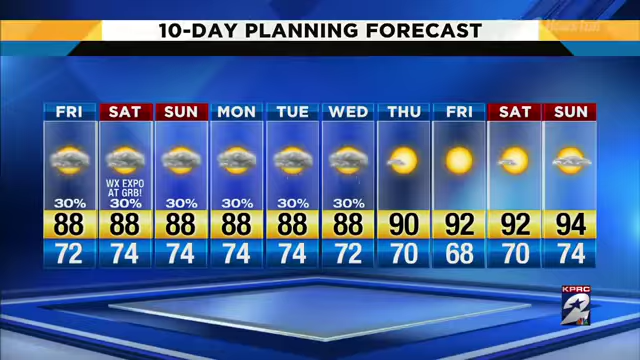 10-DAY PLANNING FORECAST
FRI SAT SUN MON TUE WED THU FRI SAT SUN
WX EXPO
AT GRB!
30% 30% 30% 30% 30% 30%
88 88 88 88 88 88 90 92 92 94
72 74 74 74 74 72 70 68 70 74
KPRC
2